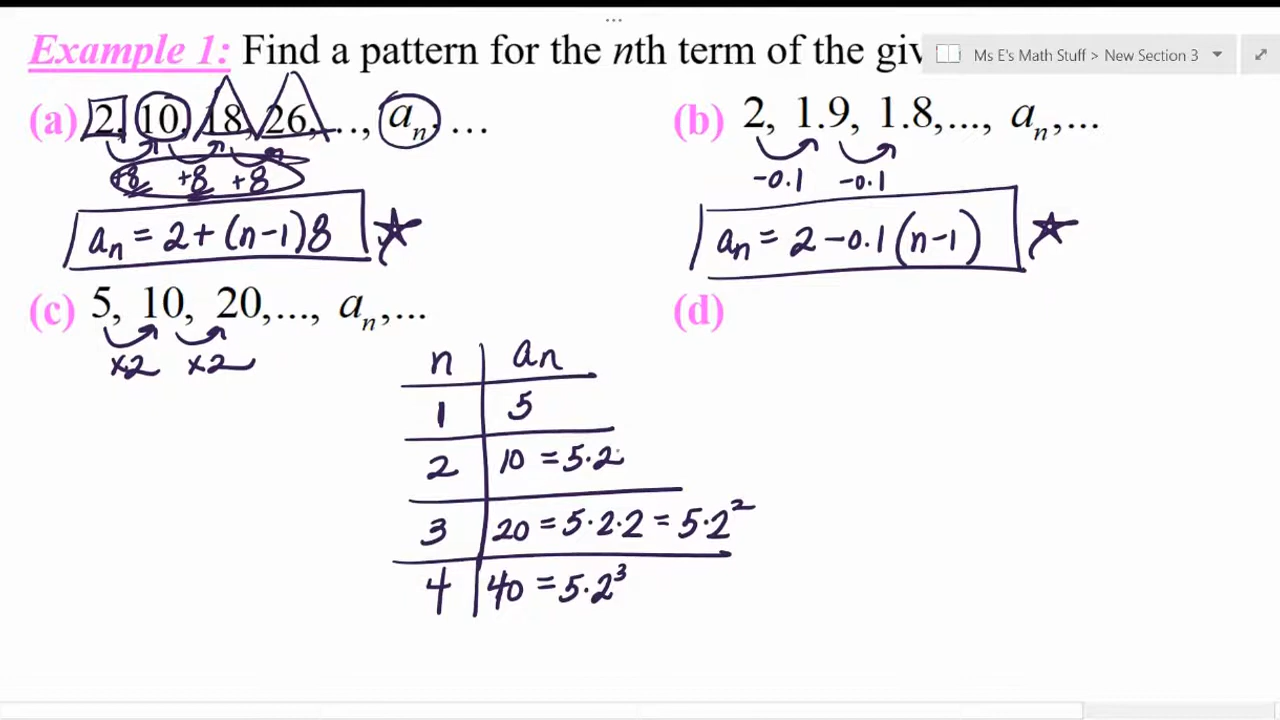 ...
Example 1: Find a pattern for the nth term of the giv
Ms E's Math Stuff > New Section 3
(a) 2, 10, 18, 26, ..., aₙ, ...
+8 +8 +8
aₙ = 2+(n-1)8
(b) 2, 1.9, 1.8,..., aₙ,...
-0.1 -0.1
aₙ = 2-0.1(n-1)
(c) 5, 10, 20,..., aₙ,...
×2 ×2
n aₙ
1 5
2 10 = 5·2
3 20 = 5·2·2 = 5·2²
4 40 = 5·2³
(d)